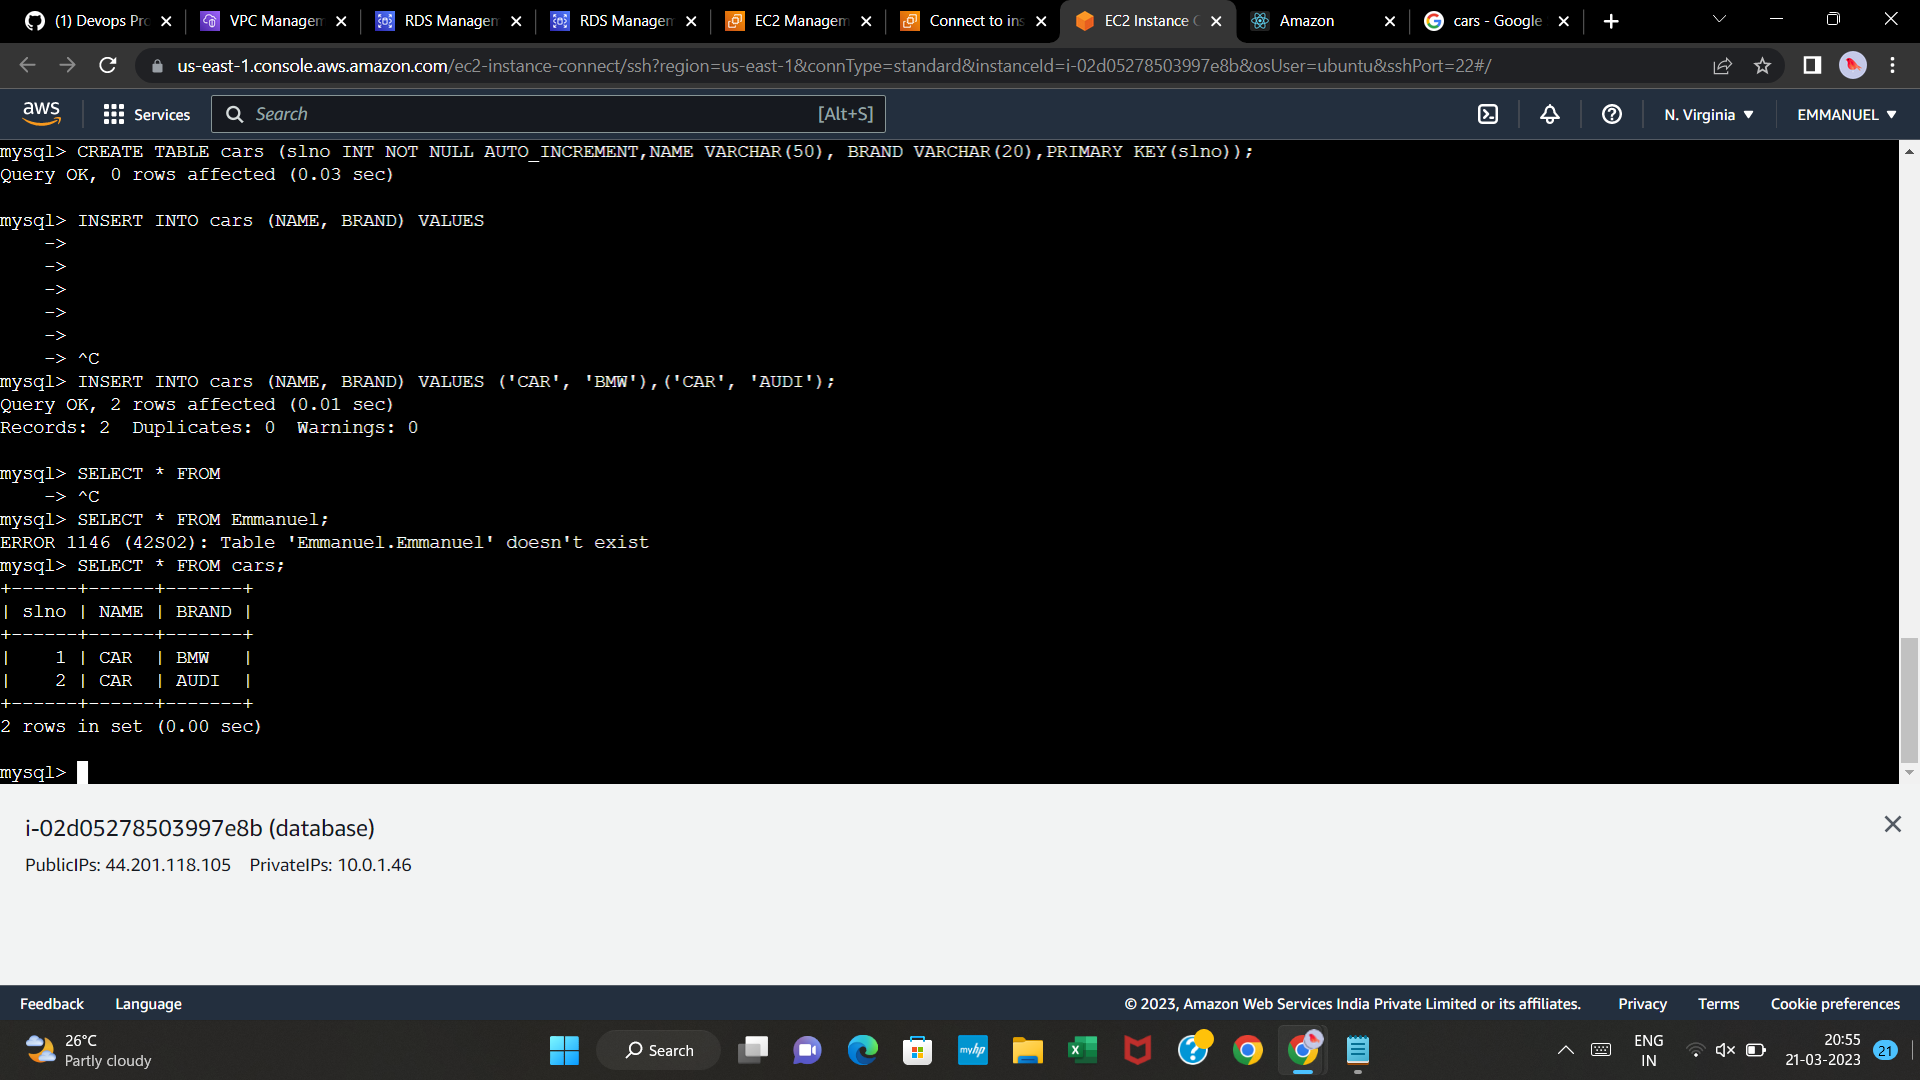 (1) Devops Pro
VPC Managem
RDS Managem
RDS Managem
EC2 Managem
Connect to ins
EC2 Instance C
Amazon
cars - Google
us-east-1.console.aws.amazon.com/ec2-instance-connect/ssh?region=us-east-1&connType=standard&instanceId=i-02d05278503997e8b&osUser=ubuntu&sshPort=22#/
aws
Services
Search
[Alt+S]
N. Virginia
EMMANUEL
mysql> CREATE TABLE cars (slno INT NOT NULL AUTO_INCREMENT,NAME VARCHAR(50), BRAND VARCHAR(20),PRIMARY KEY(slno));
Query OK, 0 rows affected (0.03 sec)
mysql> INSERT INTO cars (NAME, BRAND) VALUES
    ->
    ->
    ->
    ->
    ->
    -> ^C
mysql> INSERT INTO cars (NAME, BRAND) VALUES ('CAR', 'BMW'),('CAR', 'AUDI');
Query OK, 2 rows affected (0.01 sec)
Records: 2  Duplicates: 0  Warnings: 0
mysql> SELECT * FROM
    -> ^C
mysql> SELECT * FROM Emmanuel;
ERROR 1146 (42S02): Table 'Emmanuel.Emmanuel' doesn't exist
mysql> SELECT * FROM cars;
+------+------+-------+
| slno | NAME | BRAND |
+------+------+-------+
|    1 | CAR  | BMW   |
|    2 | CAR  | AUDI  |
+------+------+-------+
2 rows in set (0.00 sec)
mysql>
i-02d05278503997e8b (database)
PublicIPs: 44.201.118.105    PrivateIPs: 10.0.1.46
Feedback
Language
© 2023, Amazon Web Services India Private Limited or its affiliates.
Privacy
Terms
Cookie preferences
26°C
Partly cloudy
Search
myhp
ENG
IN
20:55
21-03-2023
21